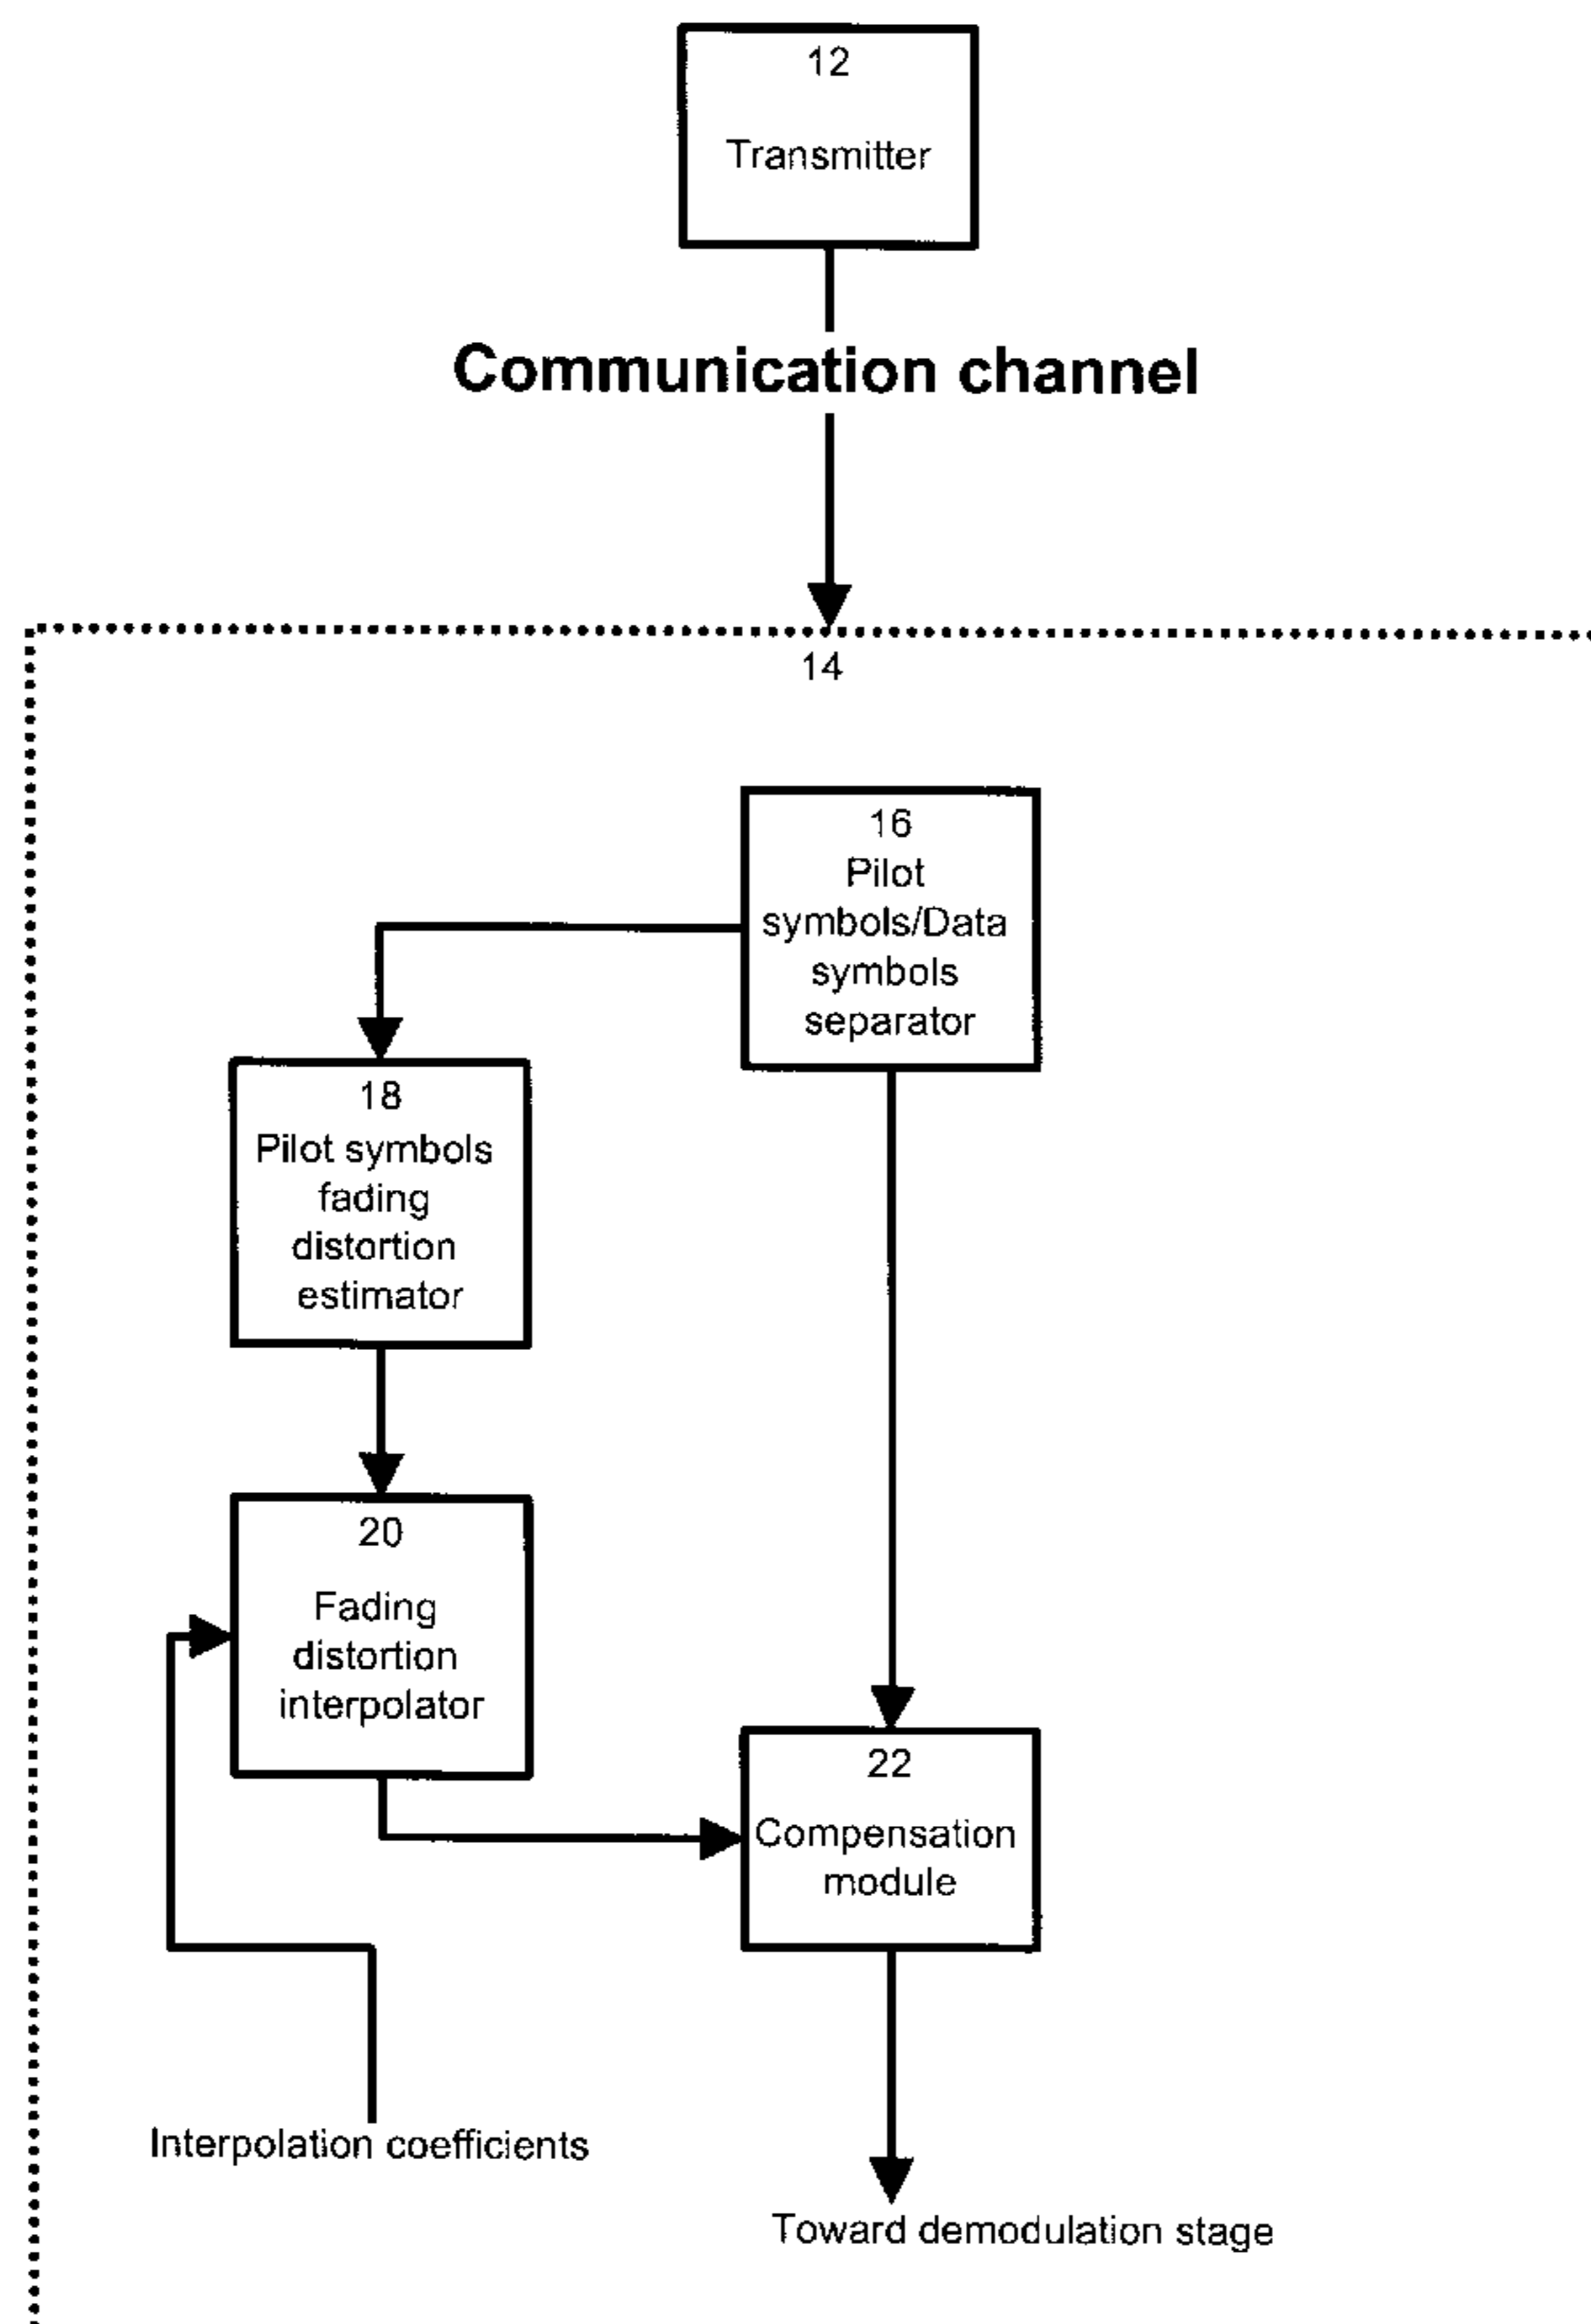 12
Transmitter
Communication channel
14
16
Pilot
symbols/Data
symbols
separator
18
Pilot symbols
fading
distortion
estimator
20
Fading
distortion
interpolator
22
Compensation
module
Interpolation coefficients
Toward demodulation stage